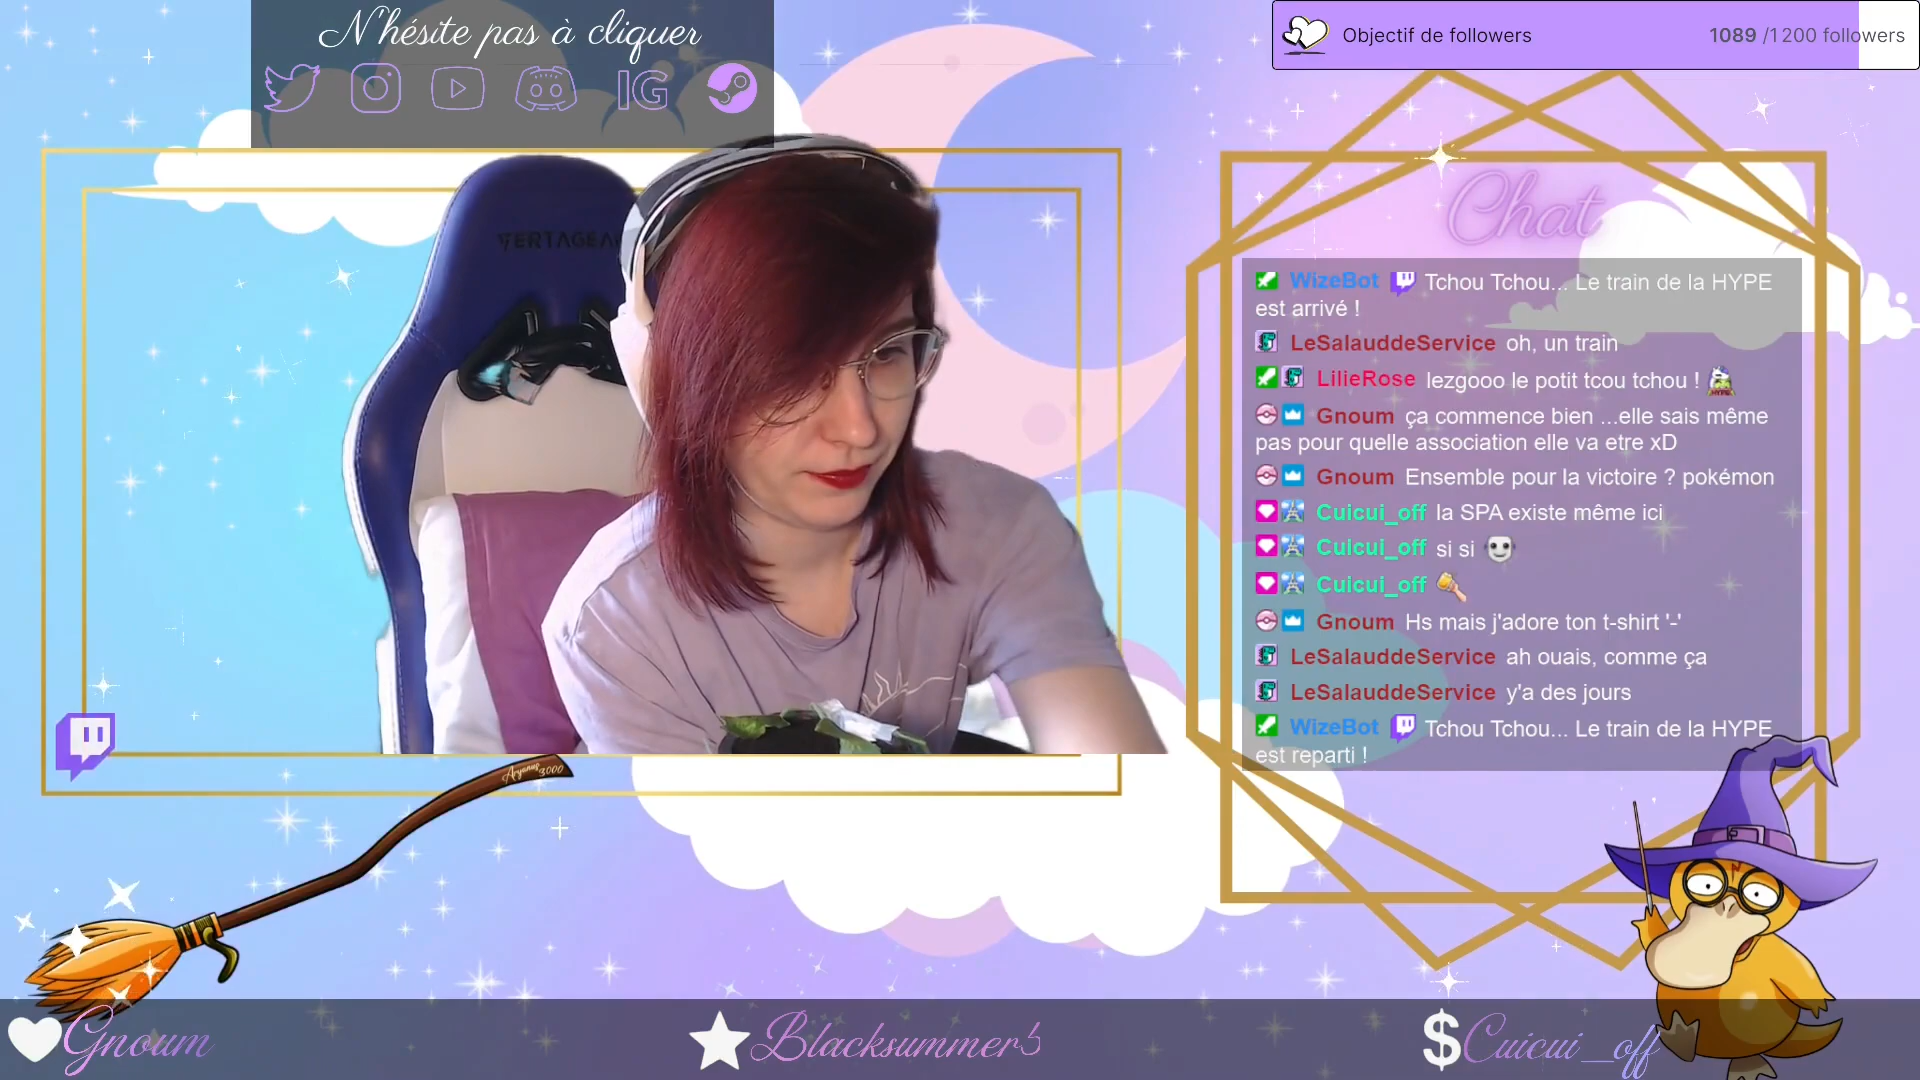 N'hésite pas à cliquer
IG
Objectif de followers 1089 /1200 followers
VERTAGEAR
Chat
WizeBot Tchou Tchou... Le train de la HYPE
est arrivé !
LeSalauddeService oh, un train
LilieRose lezgooo le potit tcou tchou ! HYPE
Gnoum ça commence bien ...elle sais même
pas pour quelle association elle va etre xD
Gnoum Ensemble pour la victoire ? pokémon
Cuicui_off la SPA existe même ici
Cuicui_off si si
Cuicui_off
Gnoum Hs mais j'adore ton t-shirt '-'
LeSalauddeService ah ouais, comme ça
LeSalauddeService y'a des jours
WizeBot Tchou Tchou... Le train de la HYPE
est reparti !
3000
Gnoum
Blacksummer5
$ Cuicui_off